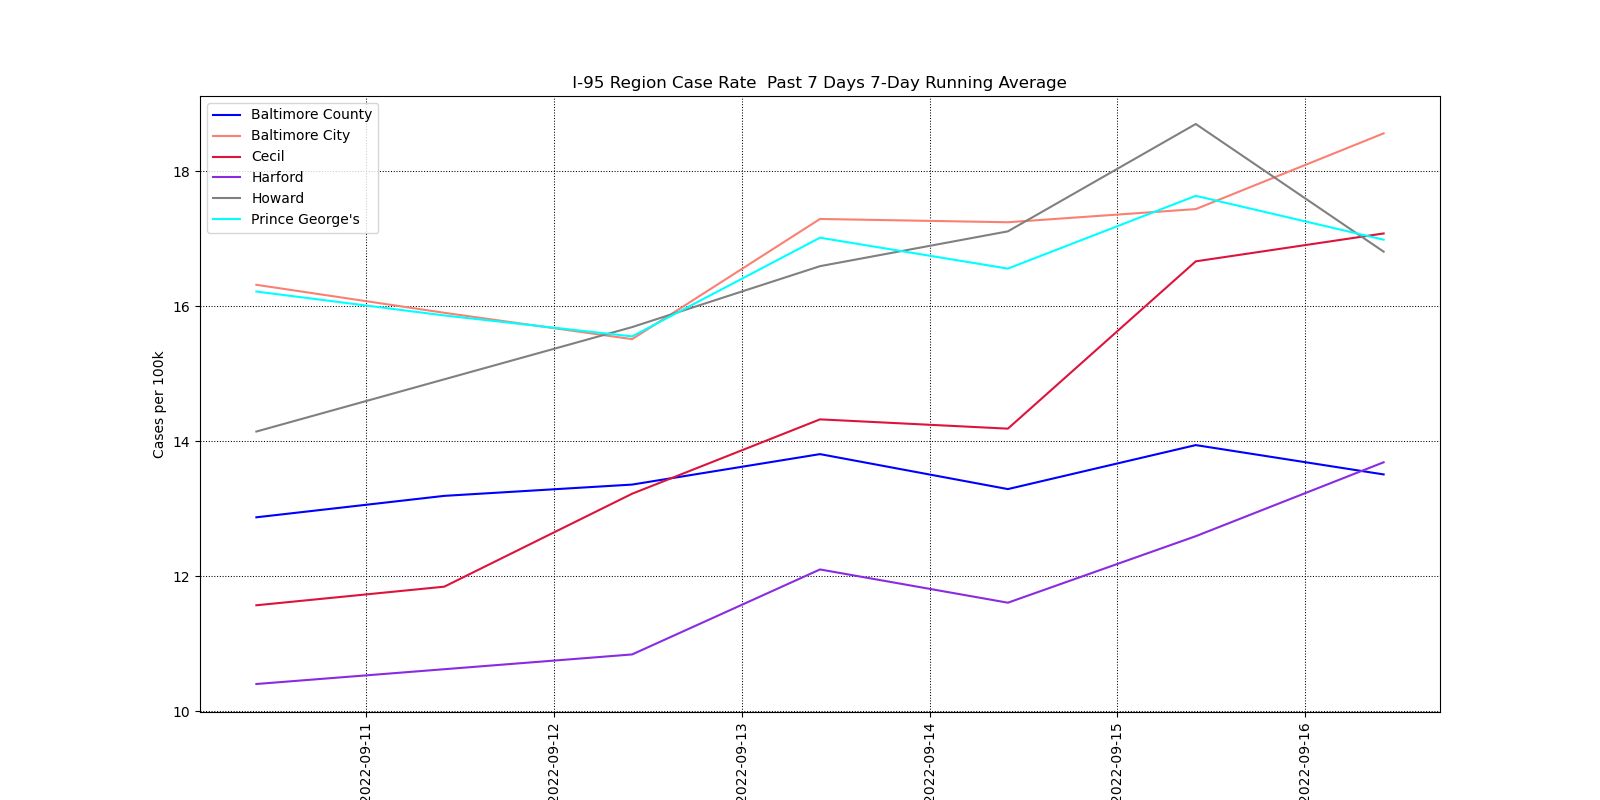 I-95 Region Case Rate  Past 7 Days 7-Day Running Average
Baltimore County
Baltimore City
Cecil
Harford
Howard
Prince George's
Cases per 100k
18
16
14
12
10
2022-09-11
2022-09-12
2022-09-13
2022-09-14
2022-09-15
2022-09-16